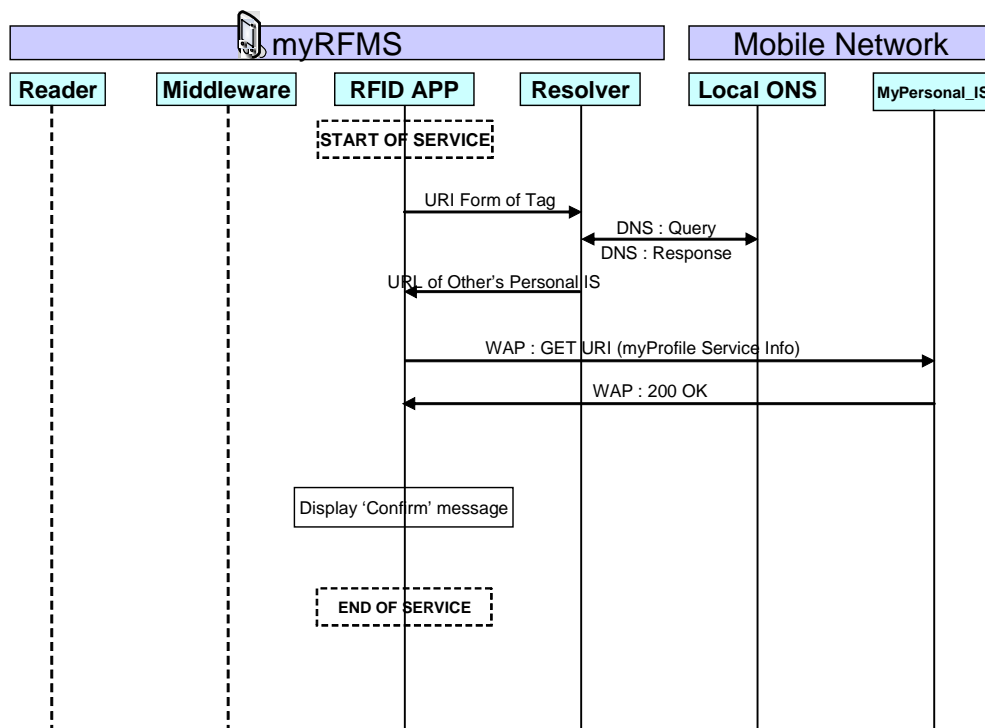 myRFMS
Mobile Network
Reader
Middleware
RFID APP
Resolver
Local ONS
MyPersonal_IS
START OF SERVICE
URI Form of Tag
DNS : Query
DNS : Response
URL of Other's Personal IS
WAP : GET URI (myProfile Service Info)
WAP : 200 OK
Display ‘Confirm’ message
END OF SERVICE